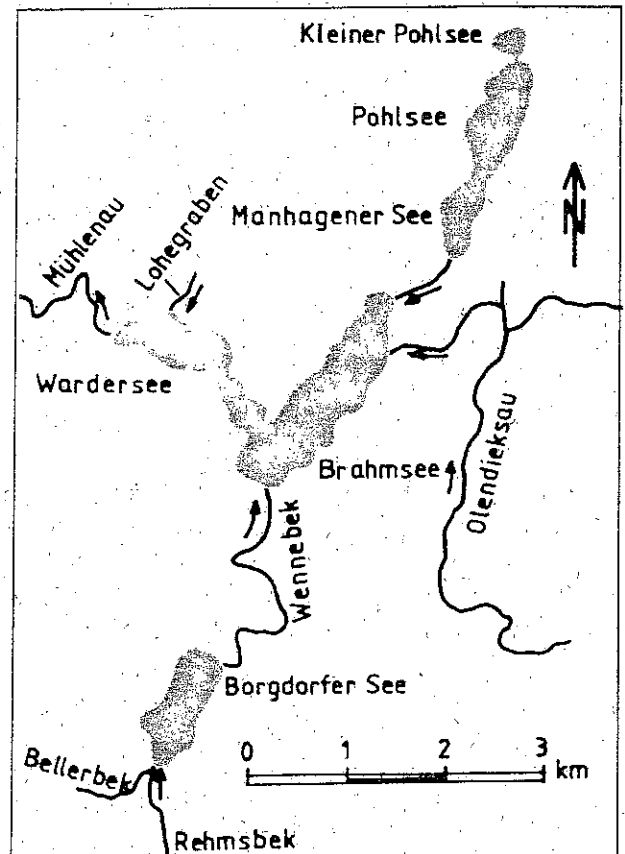 Kleiner Pohlsee
Pohlsee
Manhagener See
N
Mühlenau
Lohegraben
Wardersee
Brahmsee
Olendieksau
Wennebek
Borgdorfer See
Bellerbek
0 1 2 3
km
Rehmsbek